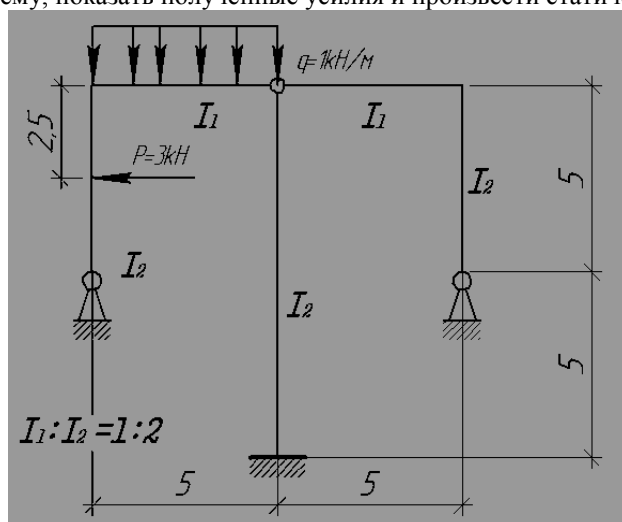 ему, показать полученные усилия и произвести стати
q=1kH/м
I₁ I₁
2,5
P=3kH
I₂
5
I₂
I₂
5
I₁:I₂ =1:2
5 5